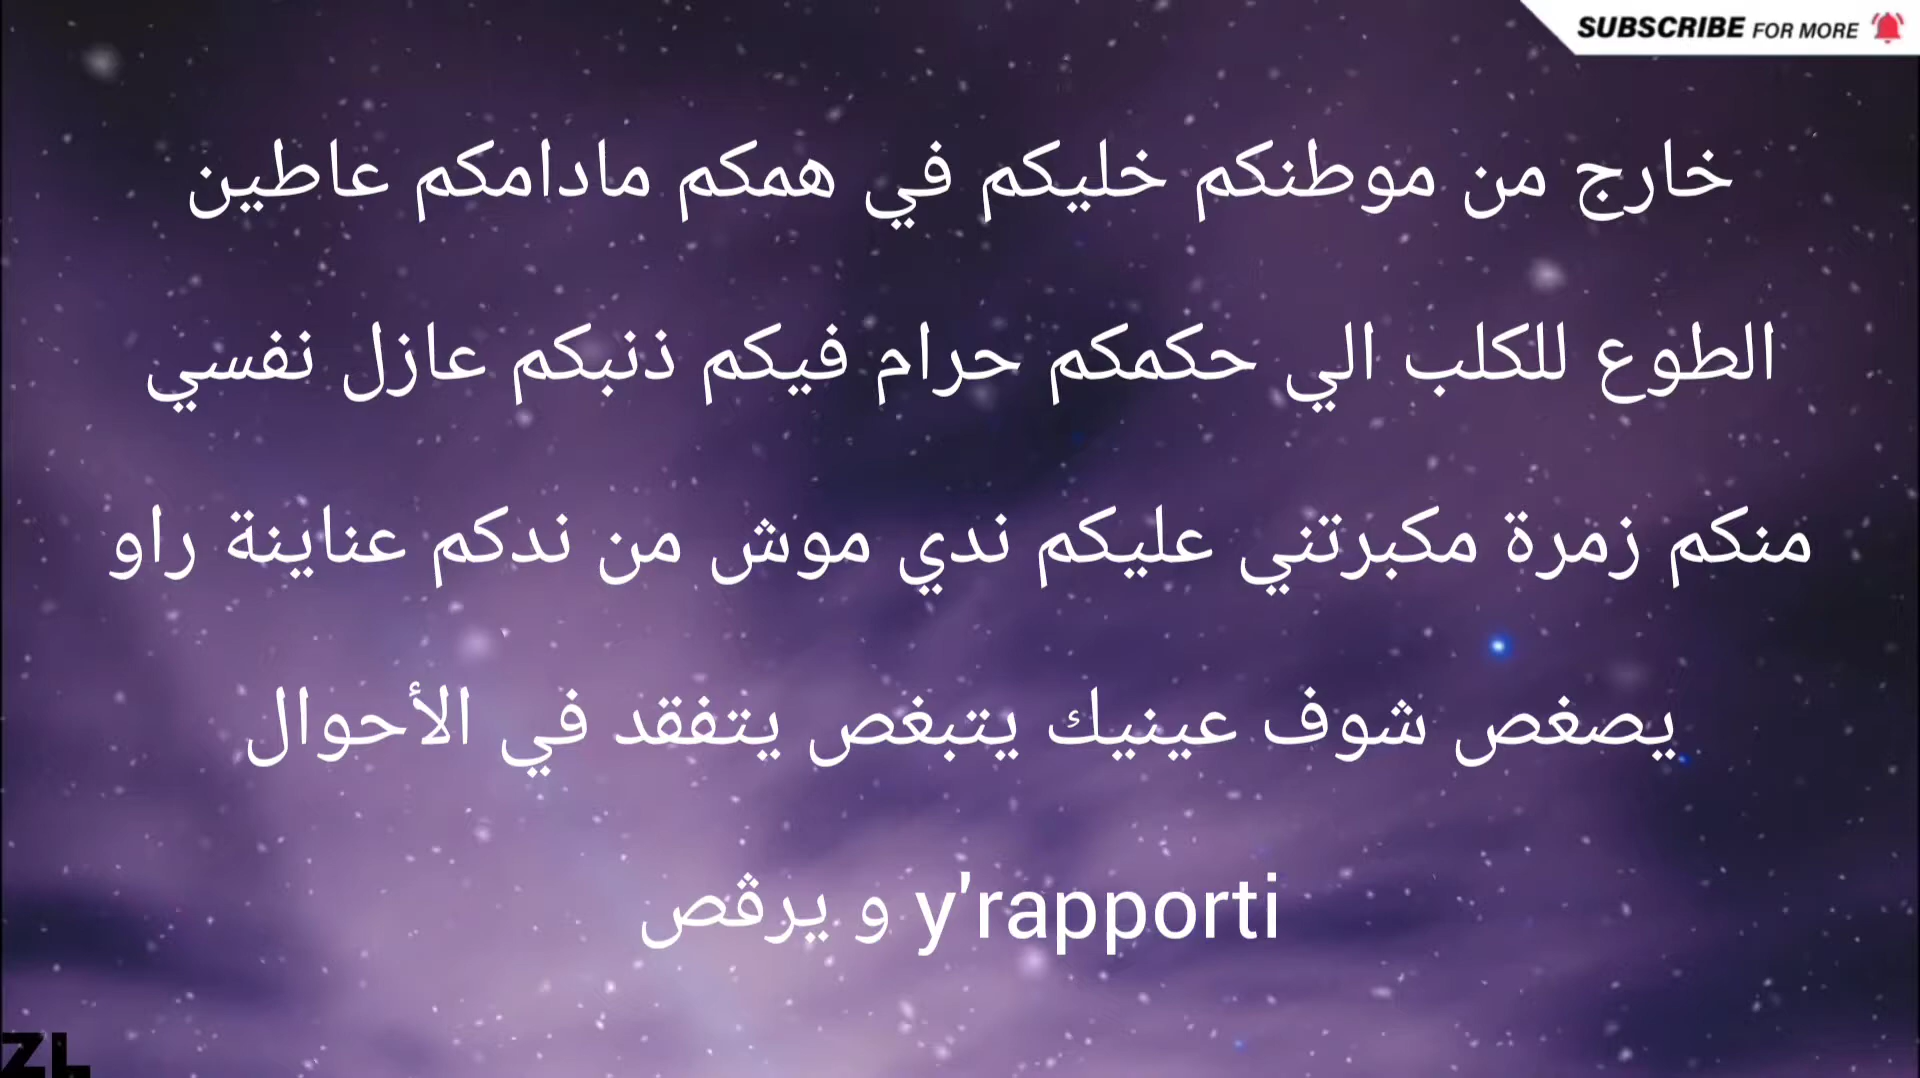 SUBSCRIBE FOR MORE
خارج من موطنكم خليكم في همكم مادامكم عاطين
الطوع للكلب الي حكمكم حرام فيكم ذنبكم عازل نفسي
منكم زمرة مكبرتني عليكم ندي موش من ندكم عناينة راو
يصغص شوف عينيك يتبغص يتفقد في الأحوال
y'rapporti و يرڤص
ZL